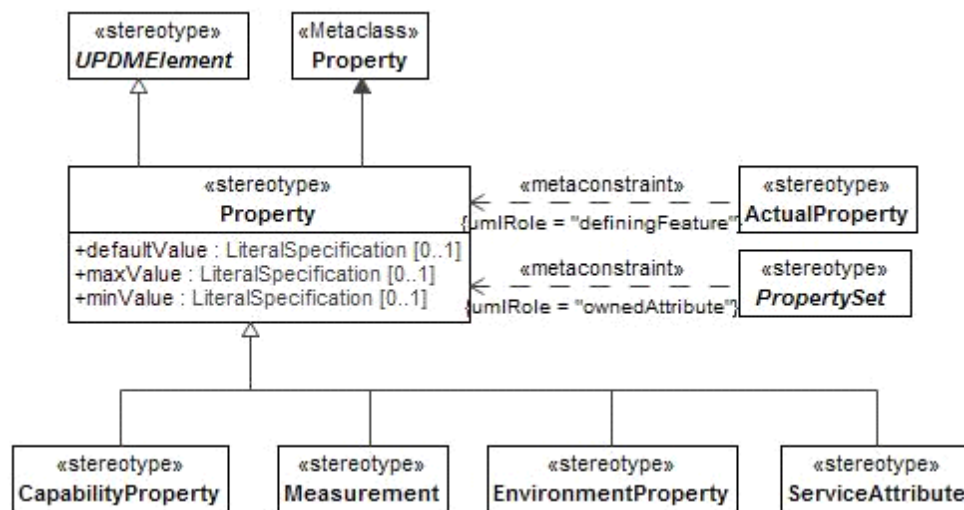 «stereotype»
UPDMElement
«Metaclass»
Property
«stereotype»
Property
+defaultValue : LiteralSpecification [0..1]
+maxValue : LiteralSpecification [0..1]
+minValue : LiteralSpecification [0..1]
«metaconstraint»
{umlRole = "definingFeature"}
«stereotype»
ActualProperty
«metaconstraint»
{umlRole = "ownedAttribute"}
«stereotype»
PropertySet
«stereotype»
CapabilityProperty
«stereotype»
Measurement
«stereotype»
EnvironmentProperty
«stereotype»
ServiceAttribute